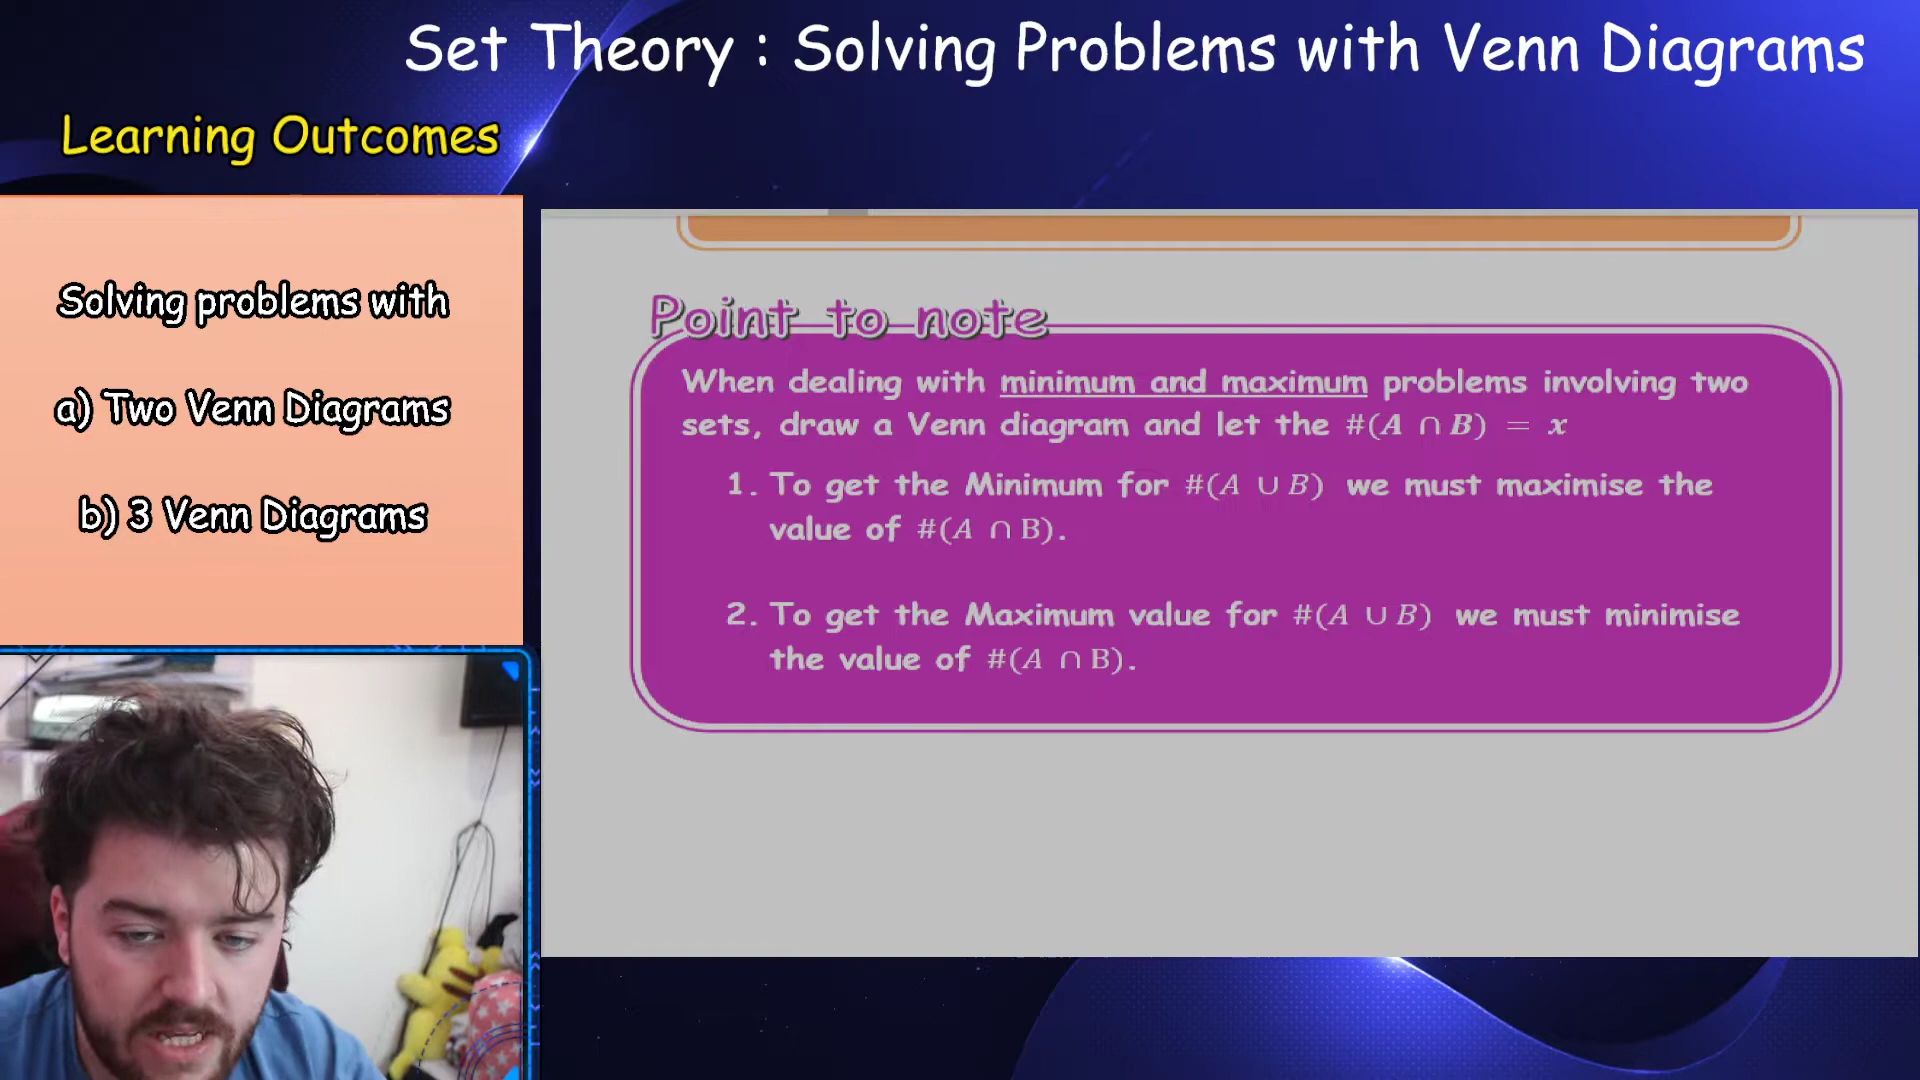 Set Theory : Solving Problems with Venn Diagrams
Learning Outcomes
Solving problems with
a) Two Venn Diagrams
b) 3 Venn Diagrams
Point to note
When dealing with minimum and maximum problems involving two
sets, draw a Venn diagram and let the #(A ∩ B) = x
1. To get the Minimum for #(A ∪ B) we must maximise the
value of #(A ∩ B).
2. To get the Maximum value for #(A ∪ B) we must minimise
the value of #(A ∩ B).